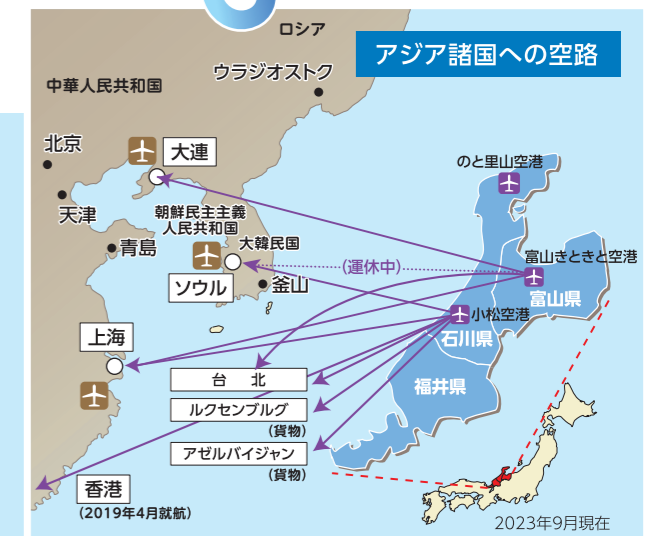 アジア諸国への空路
ロシア
ウラジオストク
中華人民共和国
北京
大連
天津
朝鮮民主主義
人民共和国
大韓民国
青島
ソウル
釜山
(運休中)
のと里山空港
富山きときと空港
富山県
小松空港
石川県
福井県
上海
台 北
ルクセンブルグ
(貨物)
アゼルバイジャン
(貨物)
香港
(2019年4月就航)
2023年9月現在